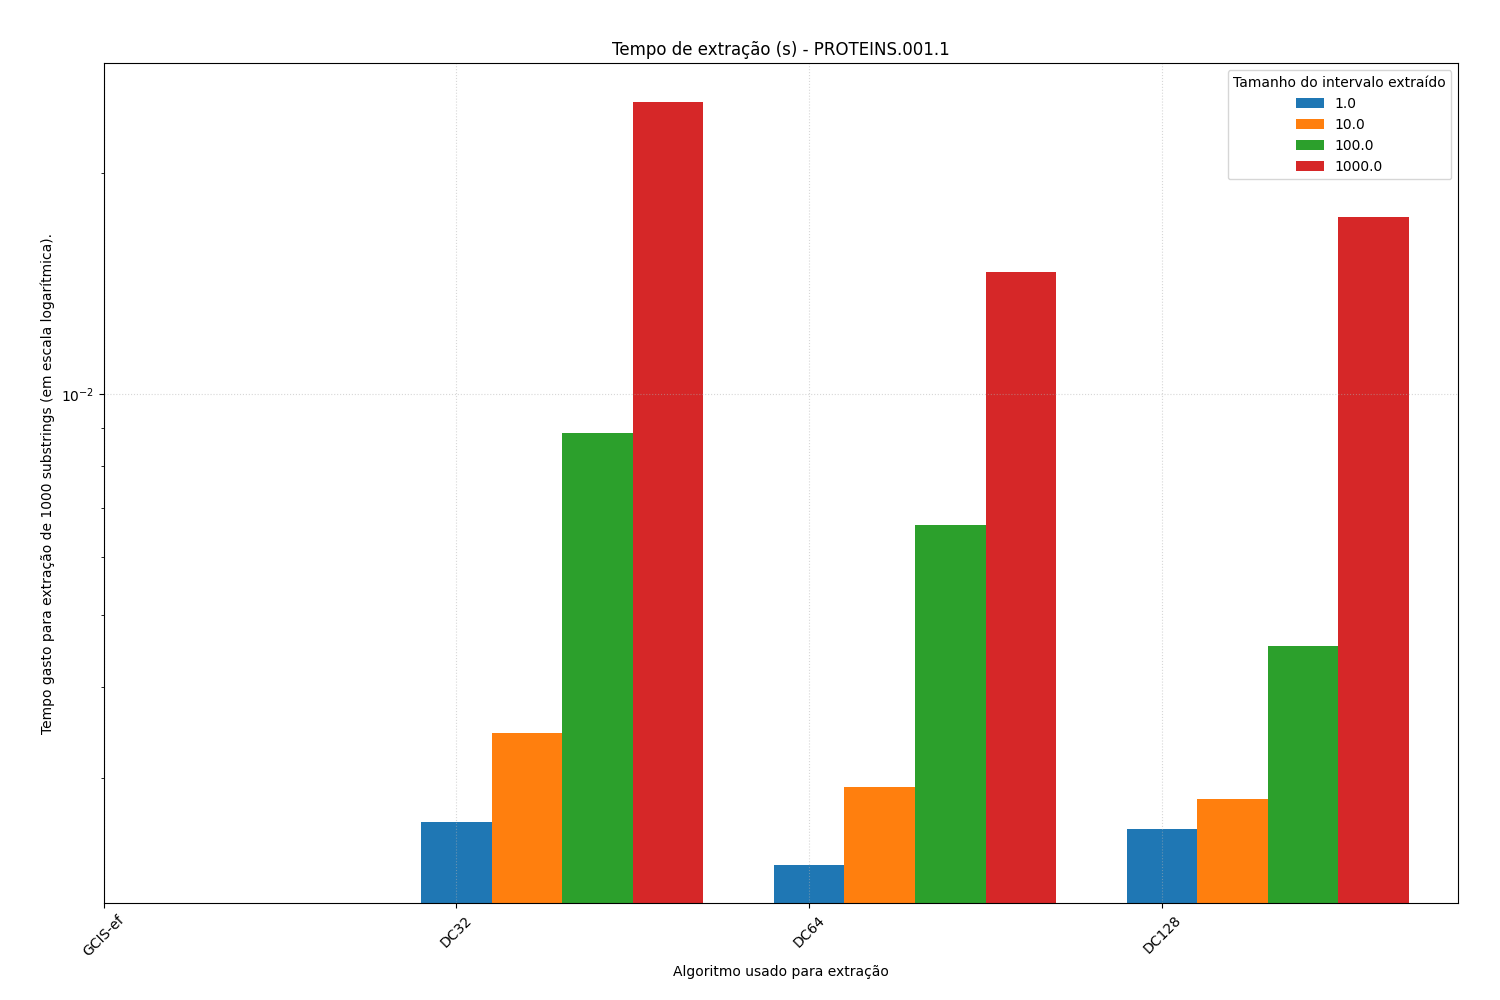 Tempo de extração (s) - PROTEINS.001.1
Tamanho do intervalo extraído
1.0
10.0
100.0
1000.0
Tempo gasto para extração de 1000 substrings (em escala logarítmica).
10⁻²
GCIS-ef
DC32
DC64
DC128
Algoritmo usado para extração